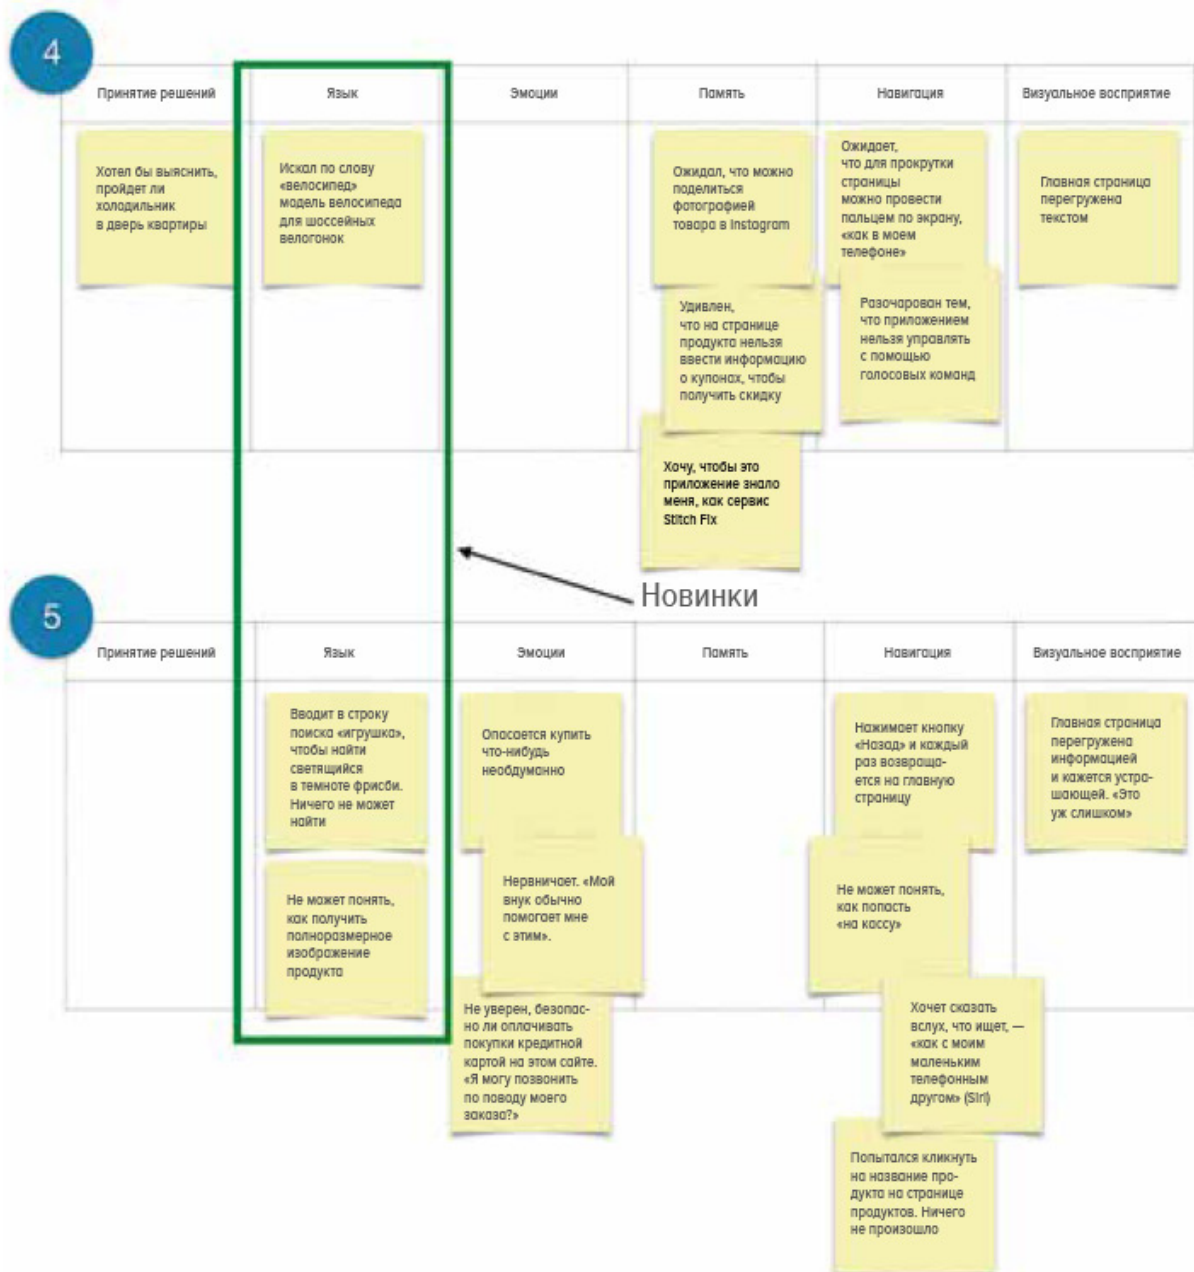 4
Принятие решений
Язык
Эмоции
Память
Навигация
Визуальное восприятие
Хотел бы выяснить,
пройдет ли
холодильник
в дверь квартиры
Искал по слову
«велосипед»
модель велосипеда
для шоссейных
велогонок
Ожидал, что можно
поделиться
фотографией
товара в Instagram
Удивлен,
что на странице
продукта нельзя
ввести информацию
о купонах, чтобы
получить скидку
Хочу, чтобы это
приложение знало
меня, как сервис
Stitch Fix
Ожидает,
что для прокрутки
страницы
можно провести
пальцем по экрану,
«как в моем
телефоне»
Разочарован тем,
что приложением
нельзя управлять
с помощью
голосовых команд
Главная страница
перегружена
текстом
Новинки
5
Принятие решений
Язык
Эмоции
Память
Навигация
Визуальное восприятие
Вводит в строку
поиска «игрушка»,
чтобы найти
светящийся
в темноте фрисби.
Ничего не может
найти
Не может понять,
как получить
полноразмерное
изображение
продукта
Опасается купить
что-нибудь
необдуманно
Нервничает. «Мой
внук обычно
помогает мне
с этим».
Не уверен, безопас-
но ли оплачивать
покупки кредитной
картой на этом сайте.
«Я могу позвонить
по поводу моего
заказа?»
Нажимает кнопку
«Назад» и каждый
раз возвраща-
ется на главную
страницу
Не может понять,
как попасть
«на кассу»
Хочет сказать
вслух, что ищет, —
«как с моим
маленьким
телефонным
другом» (Siri)
Попытался кликнуть
на название про-
дукта на странице
продуктов. Ничего
не произошло
Главная страница
перегружена
информацией
и кажется устра-
шающей. «Это
уж слишком»